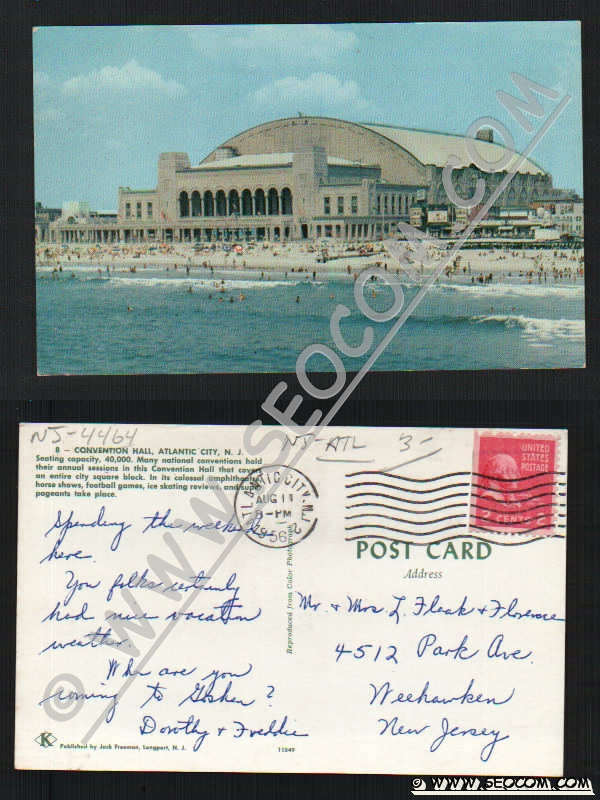 © WWW.SEOCOM.COM
NJ-4464
NJ-ATL 3-
8 — CONVENTION HALL, ATLANTIC CITY, N. J.
Seating capacity, 40,000. Many national conventions hold
their annual sessions in this Convention Hall that covers
an entire city square block. In its colossal amphitheatre
horse shows, football games, ice skating reviews, and super
pageants take place.
ATLANTIC CITY, N.J.
AUG 11
8-PM
1956
2
UNITED
STATES
POSTAGE
2 CENTS 2
Spending the weekend
here.
You folks certainly
had nice vacation
weather.
When are you
coming to Goshen?
Dorothy & Freddie
Reproduced from Color Photograph
POST CARD
Address
Mr. & Mrs. L. Fleak & Florence
4512 Park Ave.
Weehawken
New Jersey
K
Published by Jack Freeman, Longport, N. J.
11549
© WWW.SEOCOM.COM